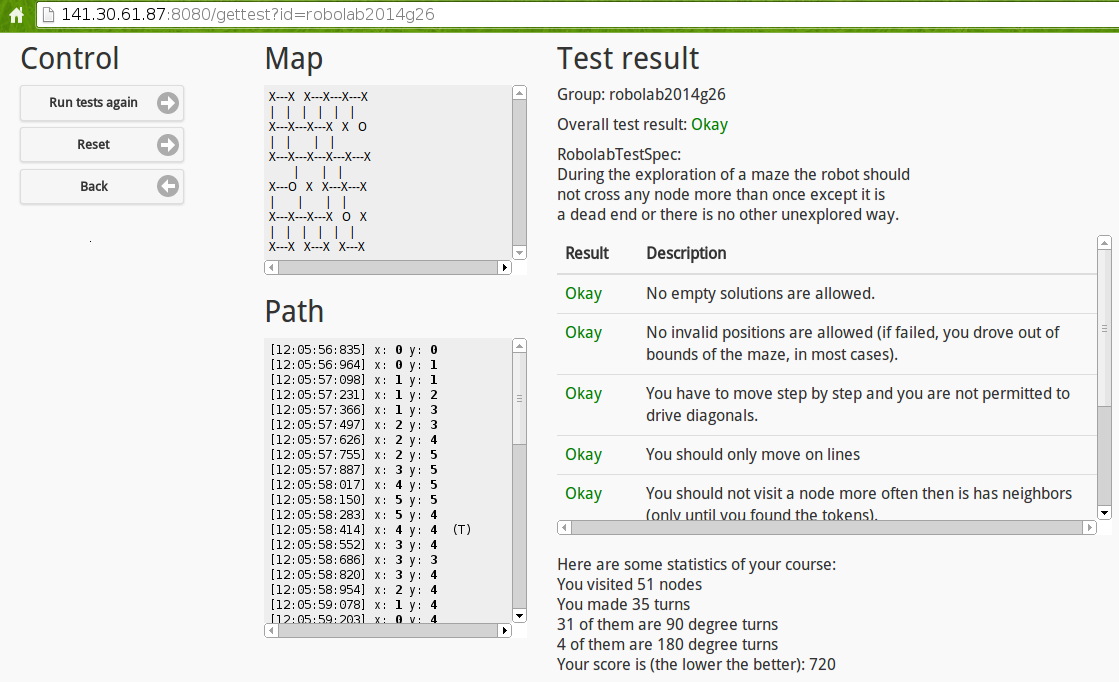 141.30.61.87:8080/gettest?id=robolab2014g26
Control
Run tests again
Reset
Back
Map
X---X X---X---X---X
| | | | | |
X---X---X---X X O
| | | |
X---X---X---X---X---X
| | |
X---O X X---X---X
| | | |
X---X---X---X O X
| | | | | |
X---X X---X X---X
Path
[12:05:56:835] x: 0 y: 0
[12:05:56:964] x: 0 y: 1
[12:05:57:098] x: 1 y: 1
[12:05:57:231] x: 1 y: 2
[12:05:57:366] x: 1 y: 3
[12:05:57:497] x: 2 y: 3
[12:05:57:626] x: 2 y: 4
[12:05:57:755] x: 2 y: 5
[12:05:57:887] x: 3 y: 5
[12:05:58:017] x: 4 y: 5
[12:05:58:150] x: 5 y: 5
[12:05:58:283] x: 5 y: 4
[12:05:58:414] x: 4 y: 4 (T)
[12:05:58:552] x: 3 y: 4
[12:05:58:686] x: 3 y: 3
[12:05:58:820] x: 3 y: 4
[12:05:58:954] x: 2 y: 4
[12:05:59:078] x: 1 y: 4
[12:05:59:203] x: 0 y: 4
Test result
Group: robolab2014g26
Overall test result: Okay
RobolabTestSpec:
During the exploration of a maze the robot should
not cross any node more than once except it is
a dead end or there is no other unexplored way.
Result Description
Okay No empty solutions are allowed.
Okay No invalid positions are allowed (if failed, you drove out of
bounds of the maze, in most cases).
Okay You have to move step by step and you are not permitted to
drive diagonals.
Okay You should only move on lines
Okay You should not visit a node more often then is has neighbors
(only until you found the tokens).
Here are some statistics of your course:
You visited 51 nodes
You made 35 turns
31 of them are 90 degree turns
4 of them are 180 degree turns
Your score is (the lower the better): 720